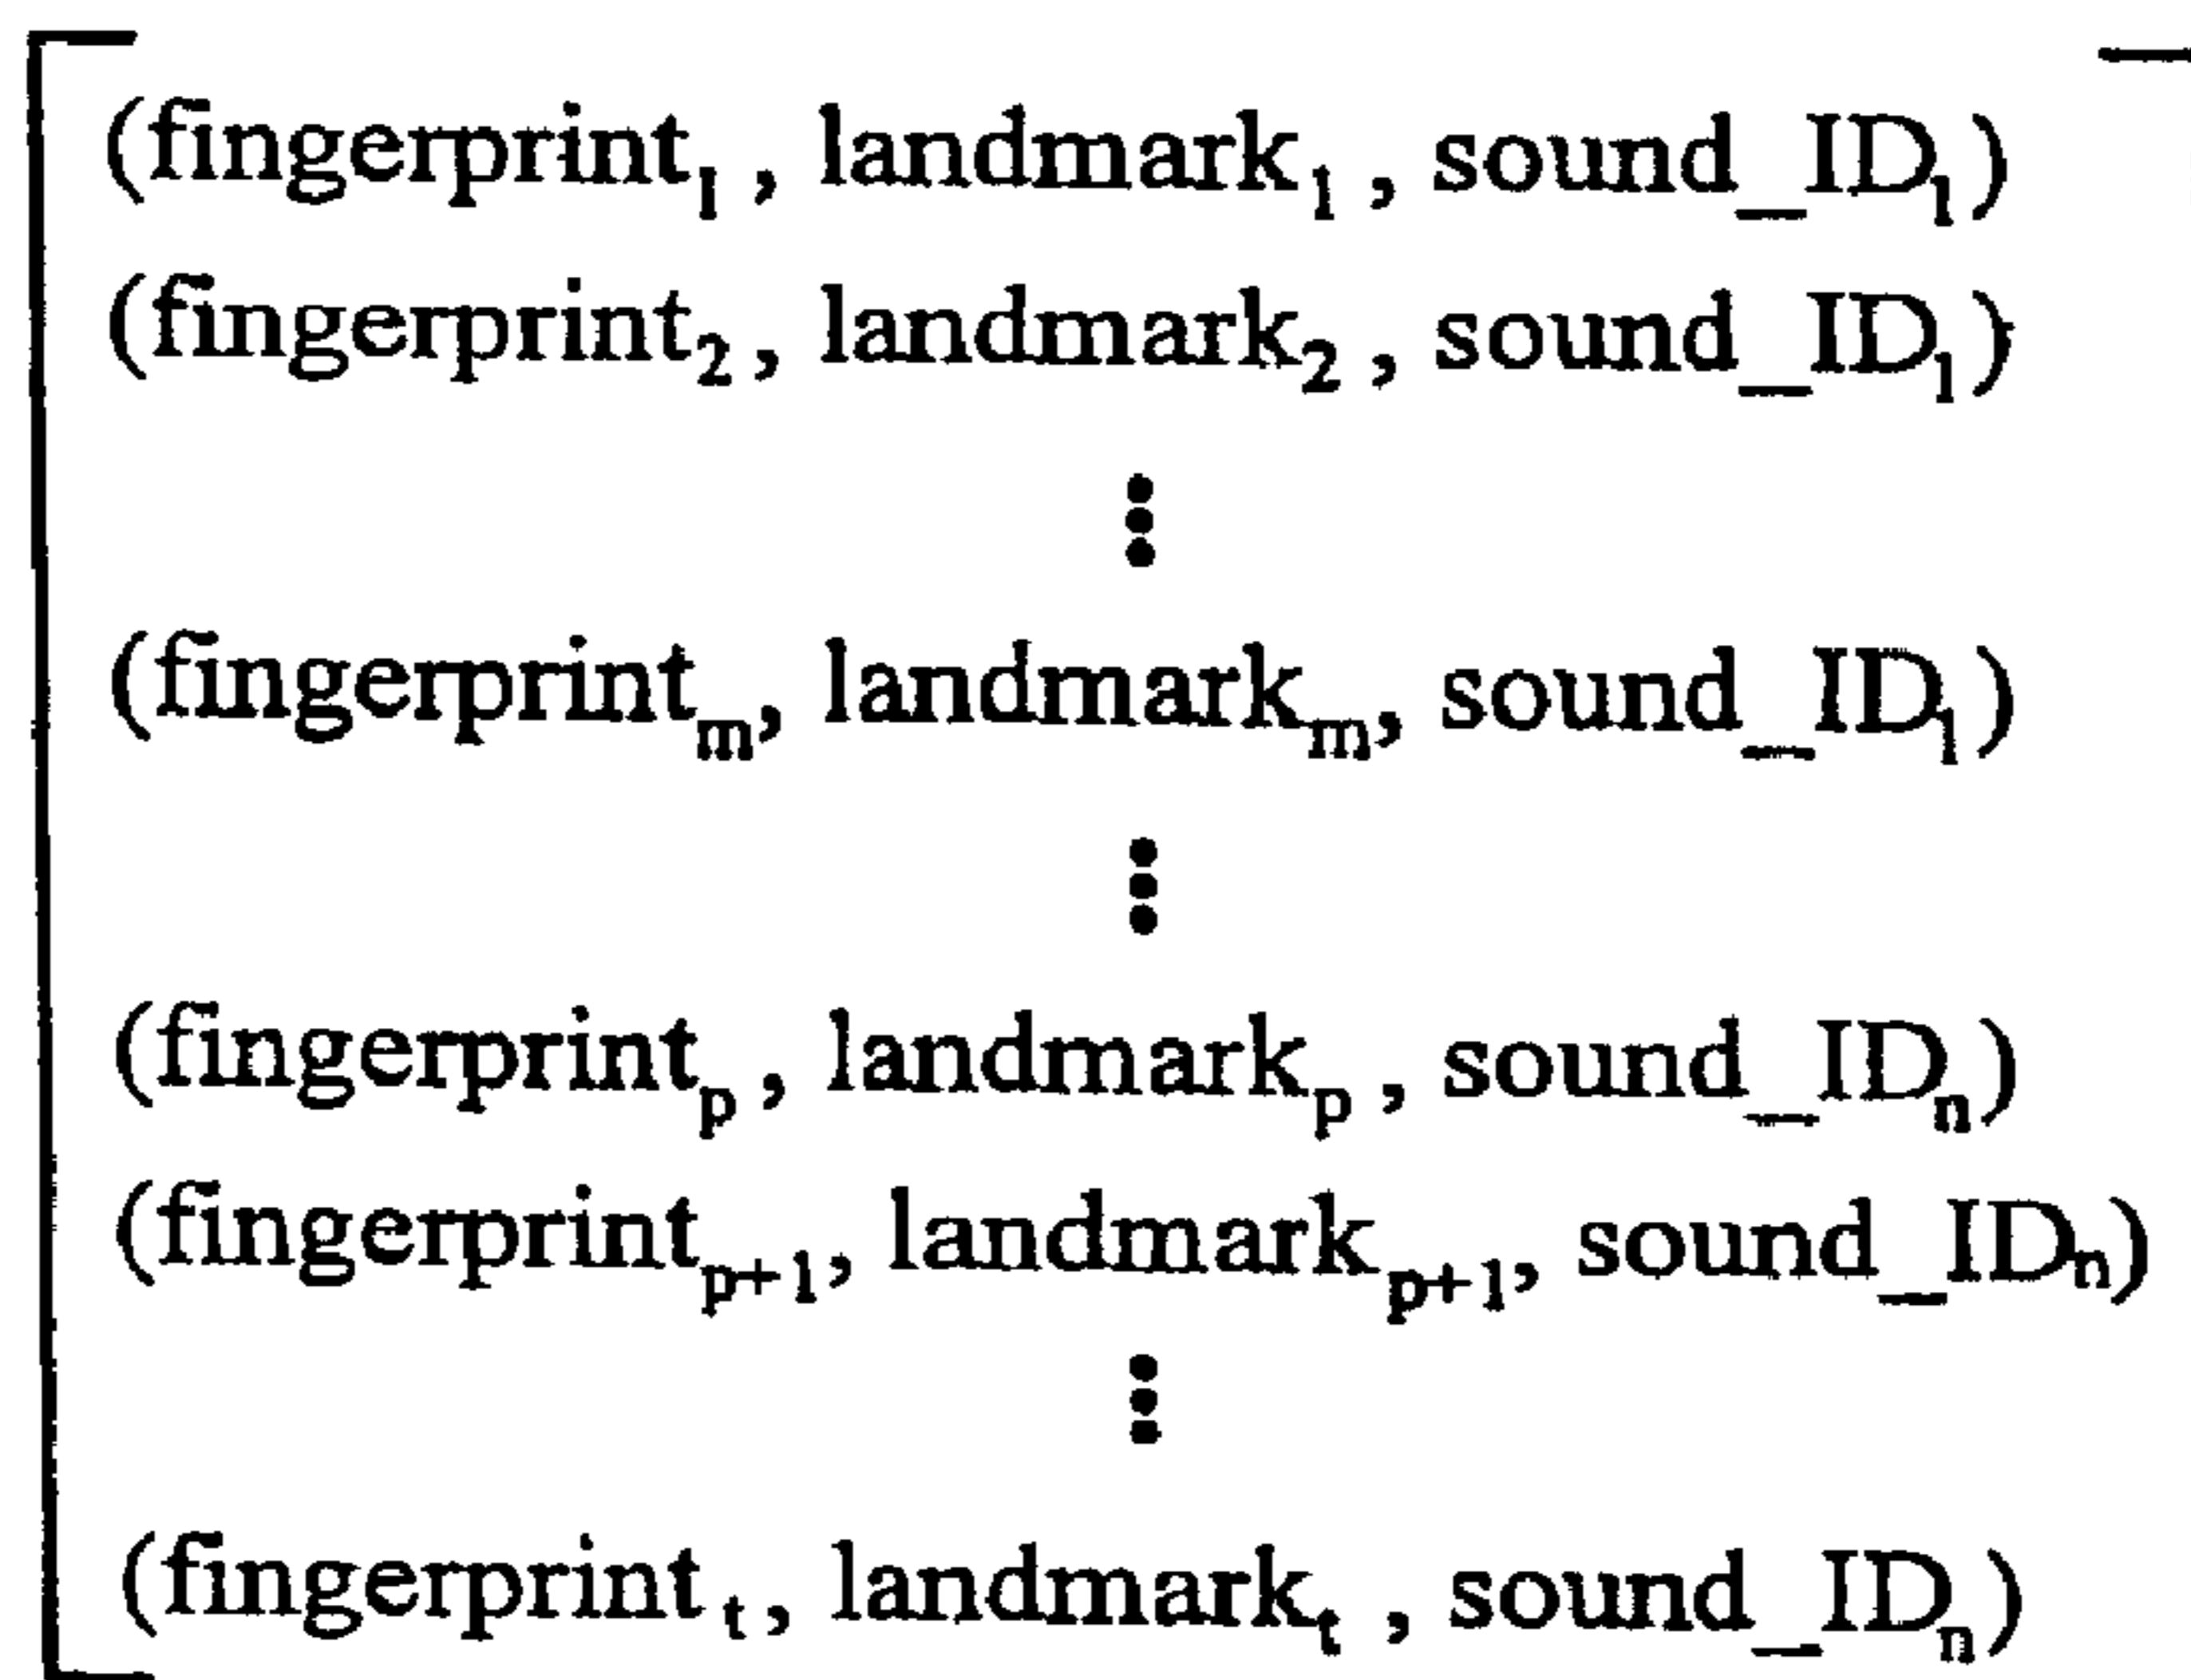 (fingerprint₁, landmark₁, sound_ID₁)
(fingerprint₂, landmark₂, sound_ID₁)
⋮
(fingerprintₘ, landmarkₘ, sound_ID₁)
⋮
(fingerprintₚ, landmarkₚ, sound_IDₙ)
(fingerprintₚ₊₁, landmarkₚ₊₁, sound_IDₙ)
⋮
(fingerprintₜ, landmarkₜ, sound_IDₙ)